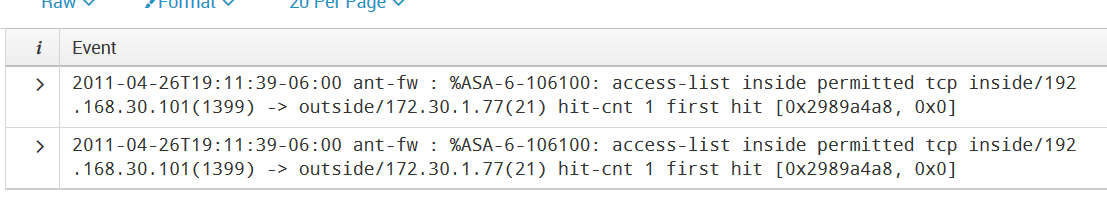 Raw Format 20 Per Page
i Event
2011-04-26T19:11:39-06:00 ant-fw : %ASA-6-106100: access-list inside permitted tcp inside/192
.168.30.101(1399) -> outside/172.30.1.77(21) hit-cnt 1 first hit [0x2989a4a8, 0x0]
2011-04-26T19:11:39-06:00 ant-fw : %ASA-6-106100: access-list inside permitted tcp inside/192
.168.30.101(1399) -> outside/172.30.1.77(21) hit-cnt 1 first hit [0x2989a4a8, 0x0]